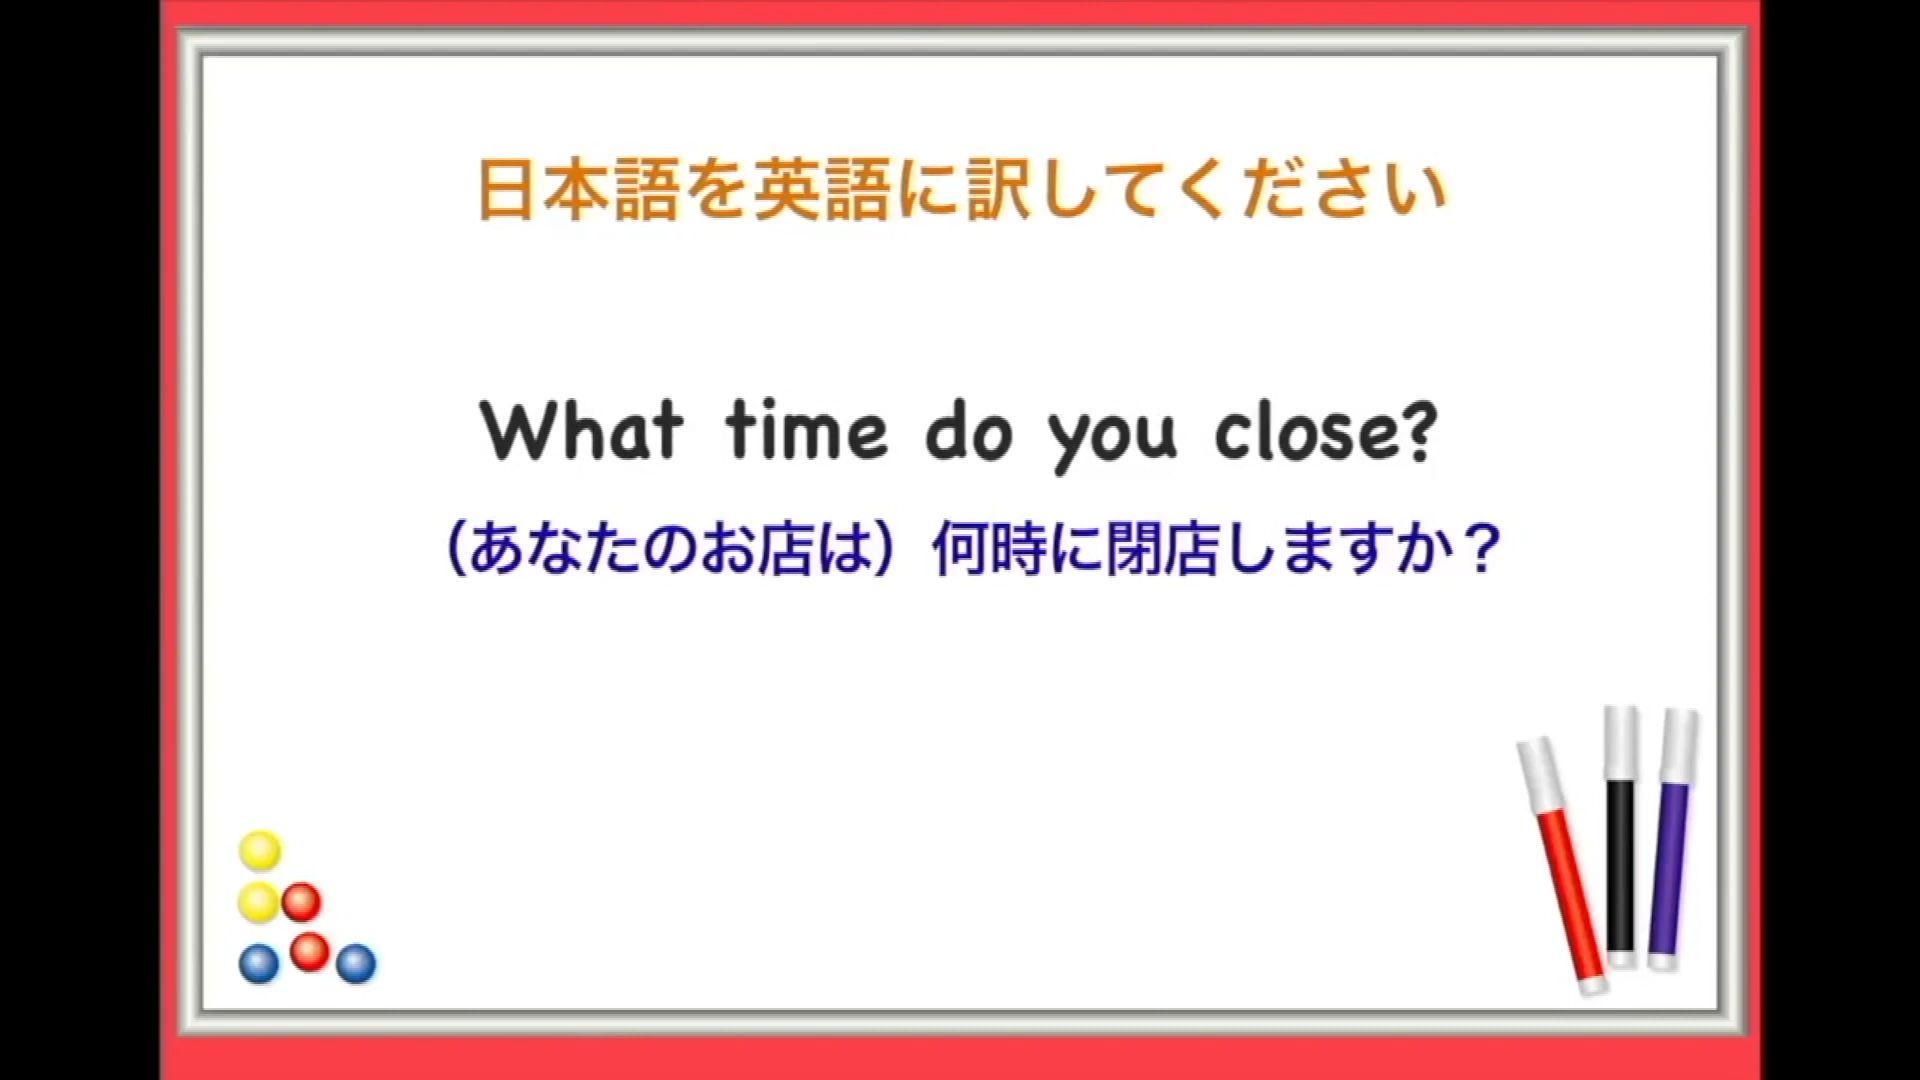 日本語を英語に訳してください
What time do you close?
（あなたのお店は）何時に閉店しますか？